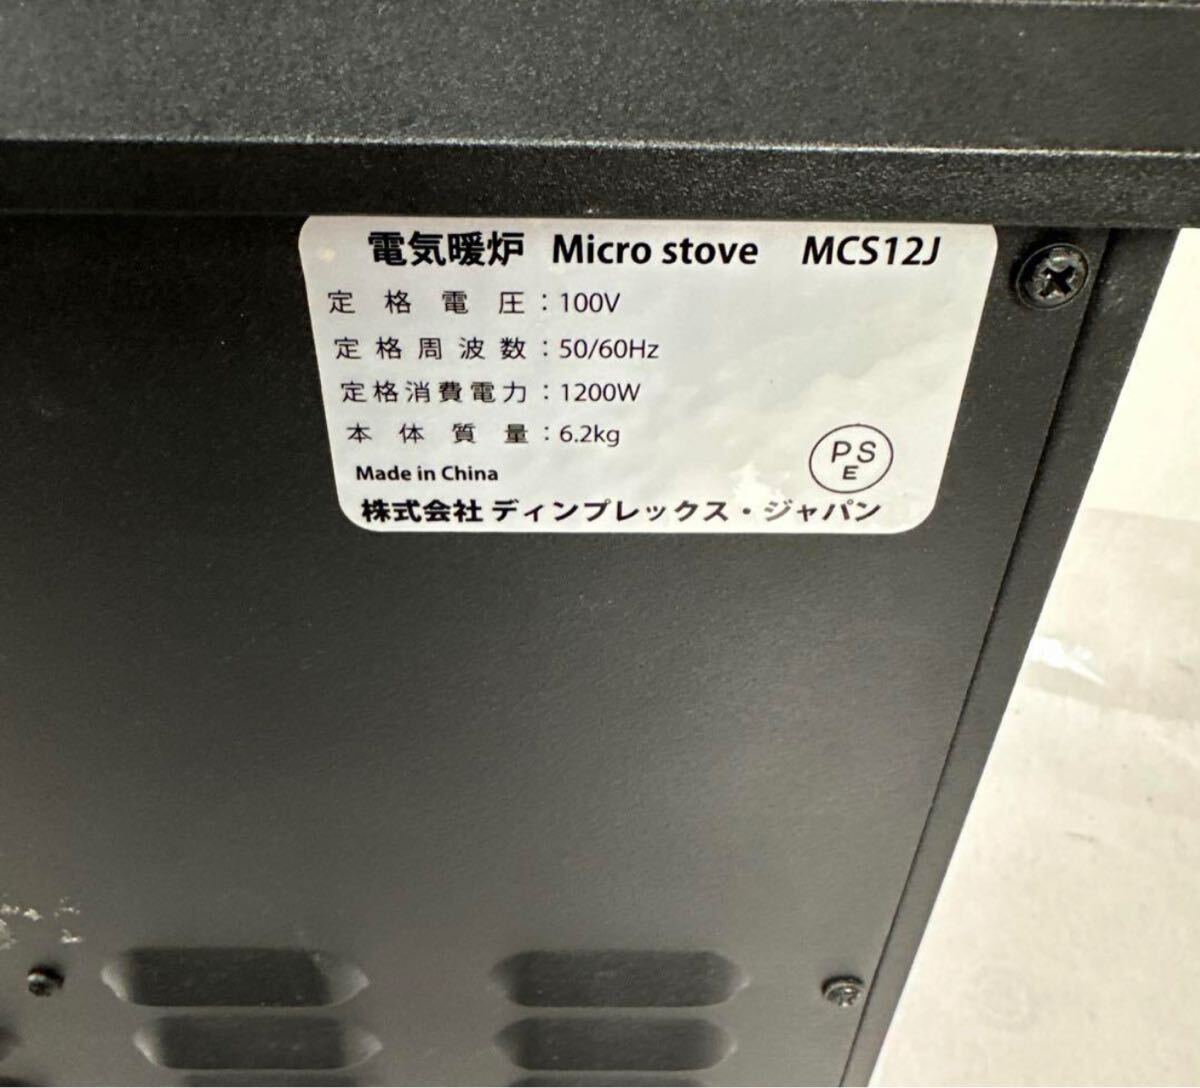 電気暖炉 Micro stove MCS12J
定格電圧：100V
定格周波数：50/60Hz
定格消費電力：1200W
本体質量：6.2kg
PS
E
Made in China
株式会社 ディンプレックス・ジャパン